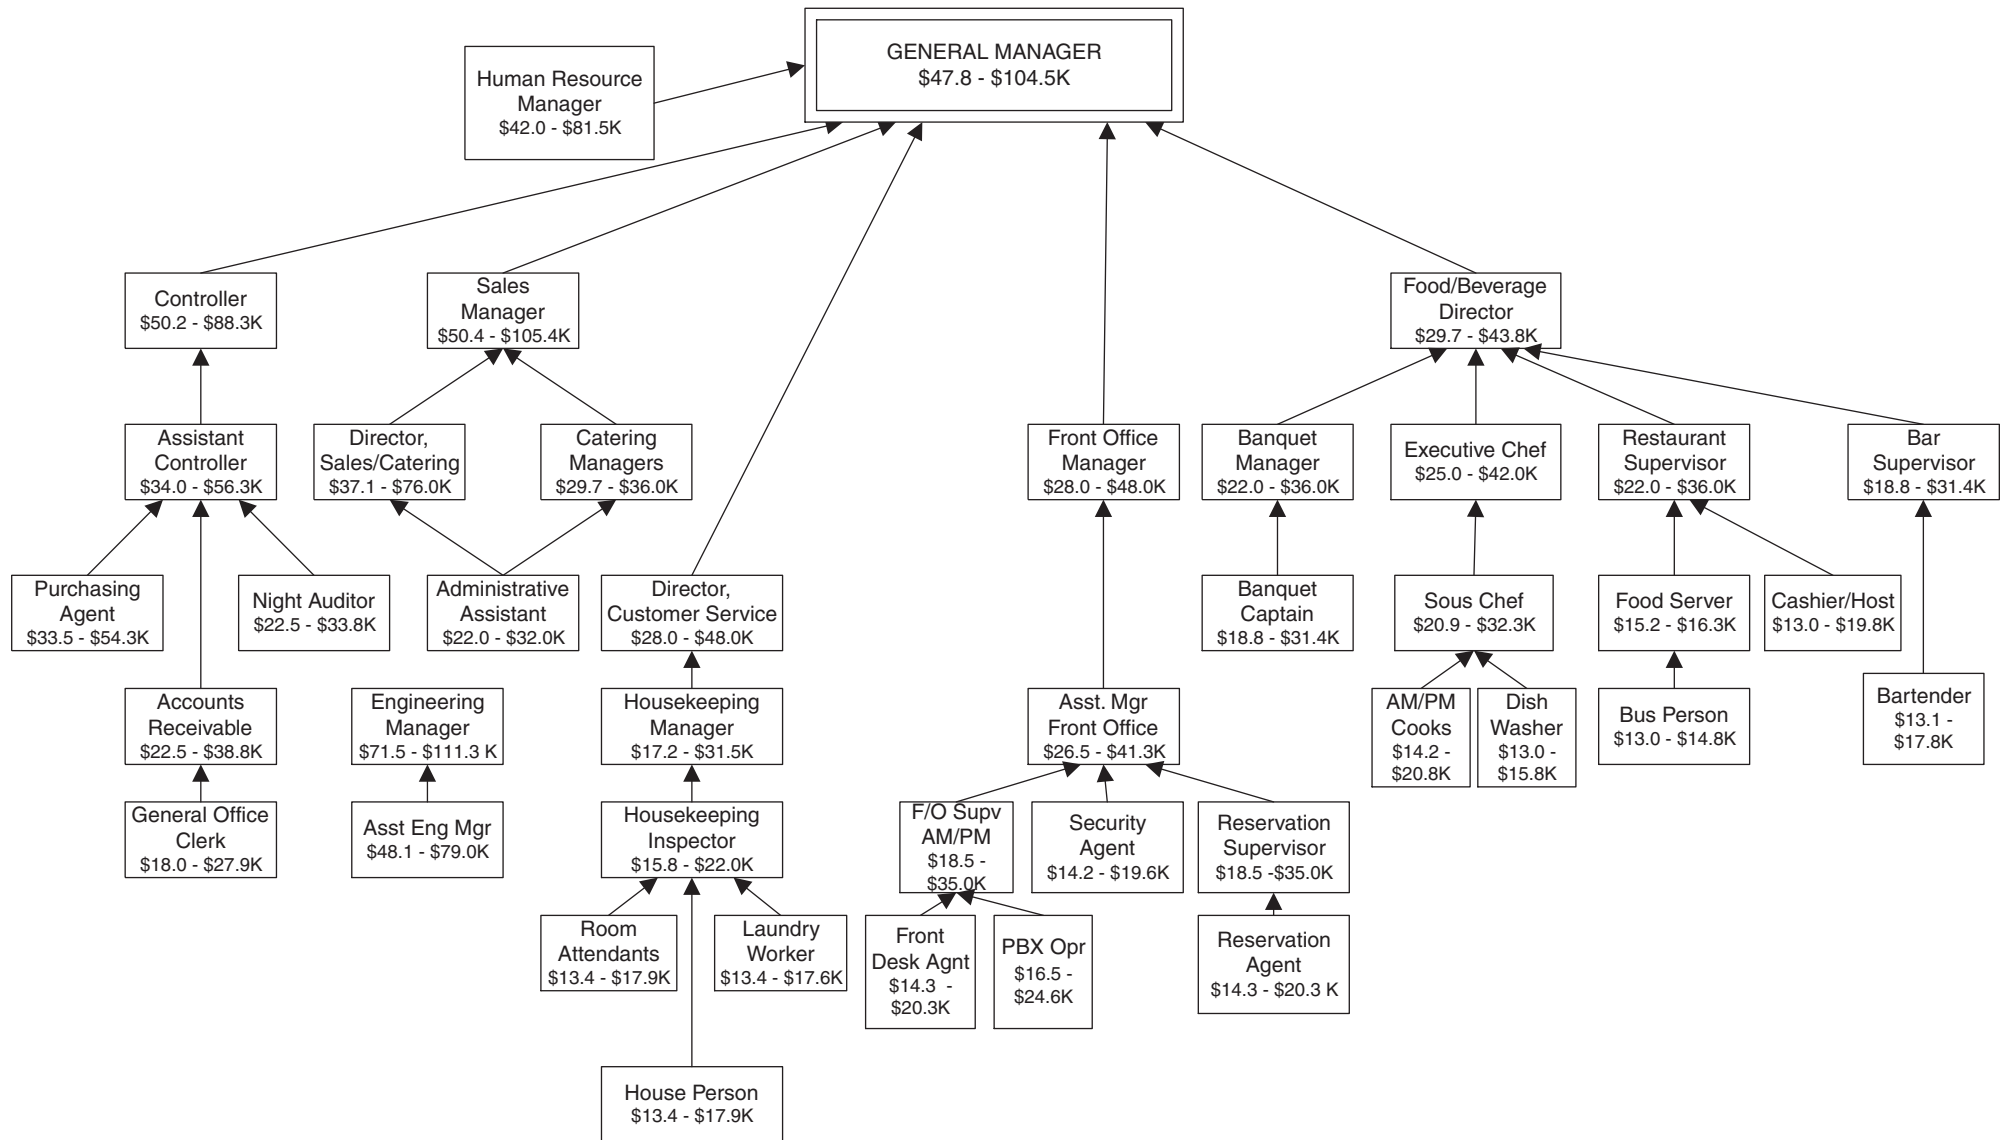 GENERAL MANAGER
$47.8 - $104.5K
Human Resource
Manager
$42.0 - $81.5K
Controller
$50.2 - $88.3K
Sales
Manager
$50.4 - $105.4K
Food/Beverage
Director
$29.7 - $43.8K
Assistant
Controller
$34.0 - $56.3K
Director,
Sales/Catering
$37.1 - $76.0K
Catering
Managers
$29.7 - $36.0K
Front Office
Manager
$28.0 - $48.0K
Banquet
Manager
$22.0 - $36.0K
Executive Chef
$25.0 - $42.0K
Restaurant
Supervisor
$22.0 - $36.0K
Bar
Supervisor
$18.8 - $31.4K
Purchasing
Agent
$33.5 - $54.3K
Night Auditor
$22.5 - $33.8K
Administrative
Assistant
$22.0 - $32.0K
Director,
Customer Service
$28.0 - $48.0K
Banquet
Captain
$18.8 - $31.4K
Sous Chef
$20.9 - $32.3K
Food Server
$15.2 - $16.3K
Cashier/Host
$13.0 - $19.8K
Accounts
Receivable
$22.5 - $38.8K
Engineering
Manager
$71.5 - $111.3 K
Housekeeping
Manager
$17.2 - $31.5K
Asst. Mgr
Front Office
$26.5 - $41.3K
AM/PM
Cooks
$14.2 -
$20.8K
Dish
Washer
$13.0 -
$15.8K
Bus Person
$13.0 - $14.8K
Bartender
$13.1 -
$17.8K
General Office
Clerk
$18.0 - $27.9K
Asst Eng Mgr
$48.1 - $79.0K
Housekeeping
Inspector
$15.8 - $22.0K
F/O Supv
AM/PM
$18.5 -
$35.0K
Security
Agent
$14.2 - $19.6K
Reservation
Supervisor
$18.5 -$35.0K
Room
Attendants
$13.4 - $17.9K
Laundry
Worker
$13.4 - $17.6K
Front
Desk Agnt
$14.3 -
$20.3K
PBX Opr
$16.5 -
$24.6K
Reservation
Agent
$14.3 - $20.3 K
House Person
$13.4 - $17.9K